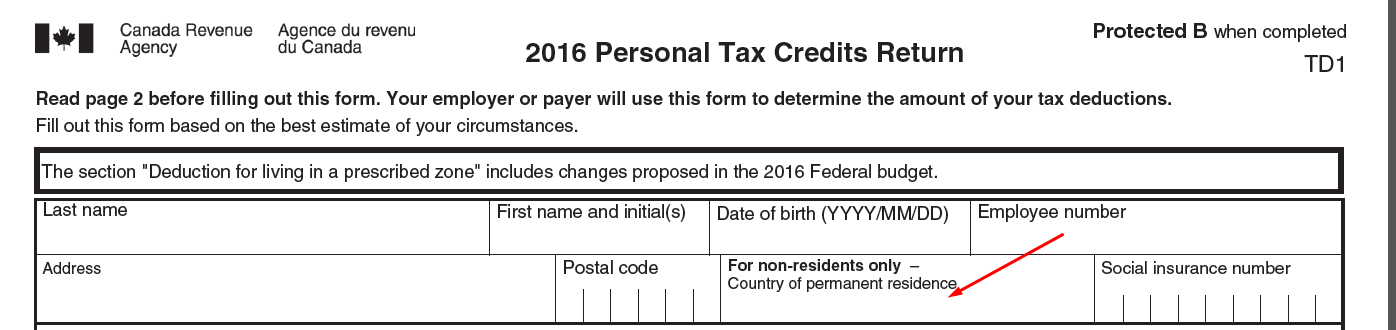 Canada Revenue Agence du revenu
Agency du Canada
Protected B when completed
2016 Personal Tax Credits Return
TD1
Read page 2 before filling out this form. Your employer or payer will use this form to determine the amount of your tax deductions.
Fill out this form based on the best estimate of your circumstances.
The section "Deduction for living in a prescribed zone" includes changes proposed in the 2016 Federal budget.
Last name First name and initial(s) Date of birth (YYYY/MM/DD) Employee number
Address Postal code For non-residents only – Social insurance number
Country of permanent residence